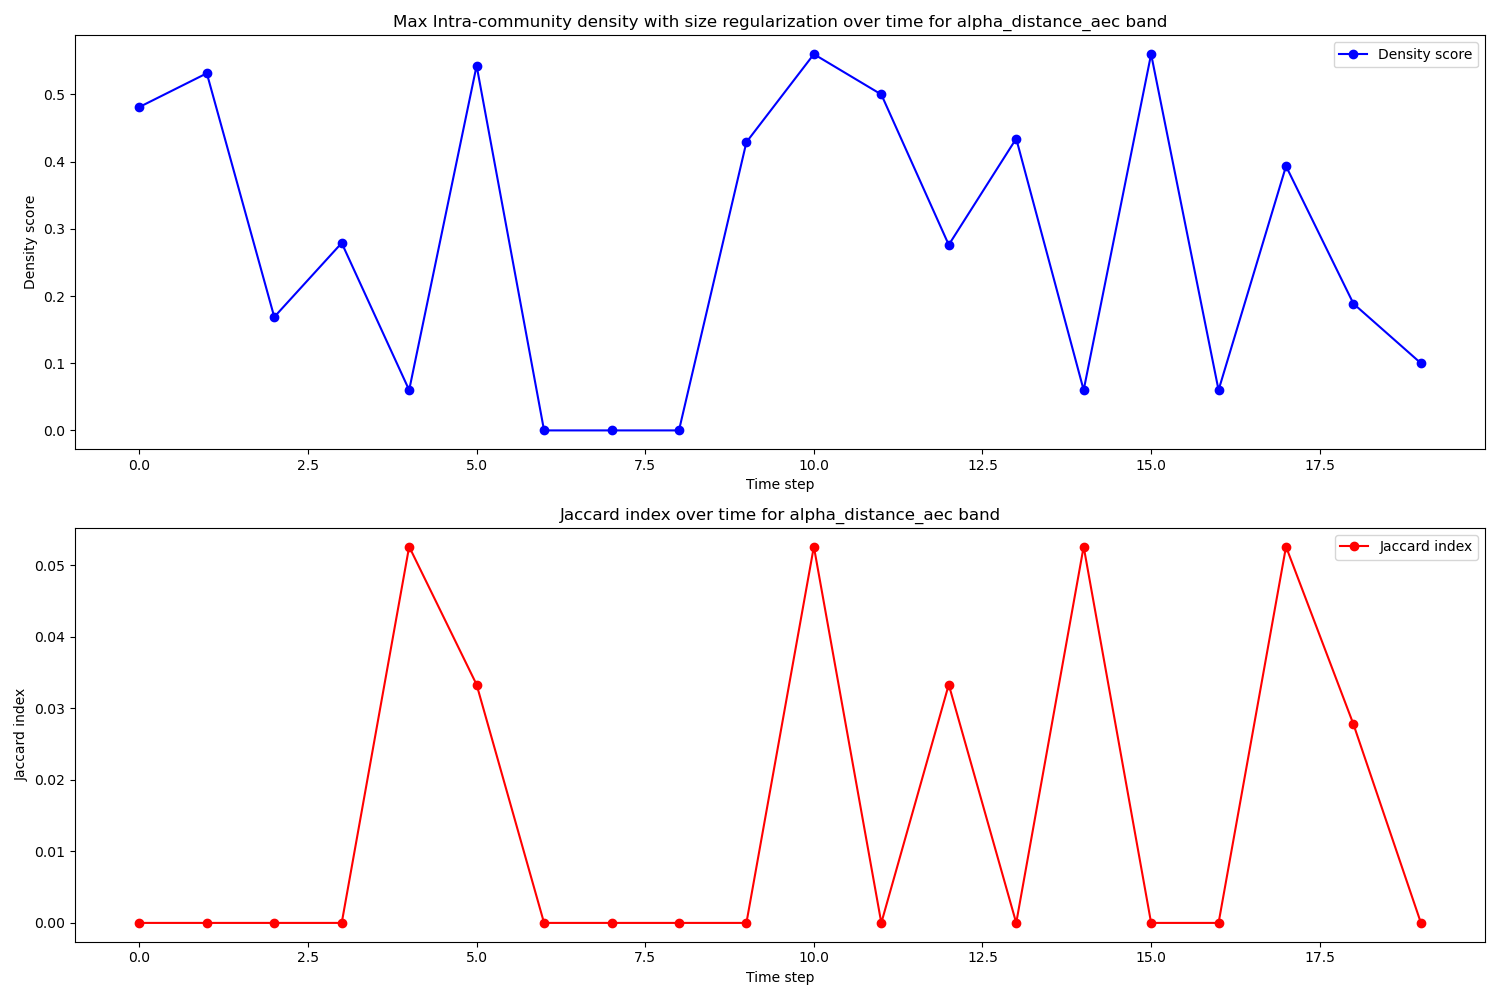 Max Intra-community density with size regularization over time for alpha_distance_aec band
Density score
0.5
0.4
0.3
0.2
0.1
0.0
Density score
0.0 2.5 5.0 7.5 10.0 12.5 15.0 17.5
Time step
Jaccard index over time for alpha_distance_aec band
Jaccard index
0.05
0.04
0.03
0.02
0.01
0.00
Jaccard index
0.0 2.5 5.0 7.5 10.0 12.5 15.0 17.5
Time step